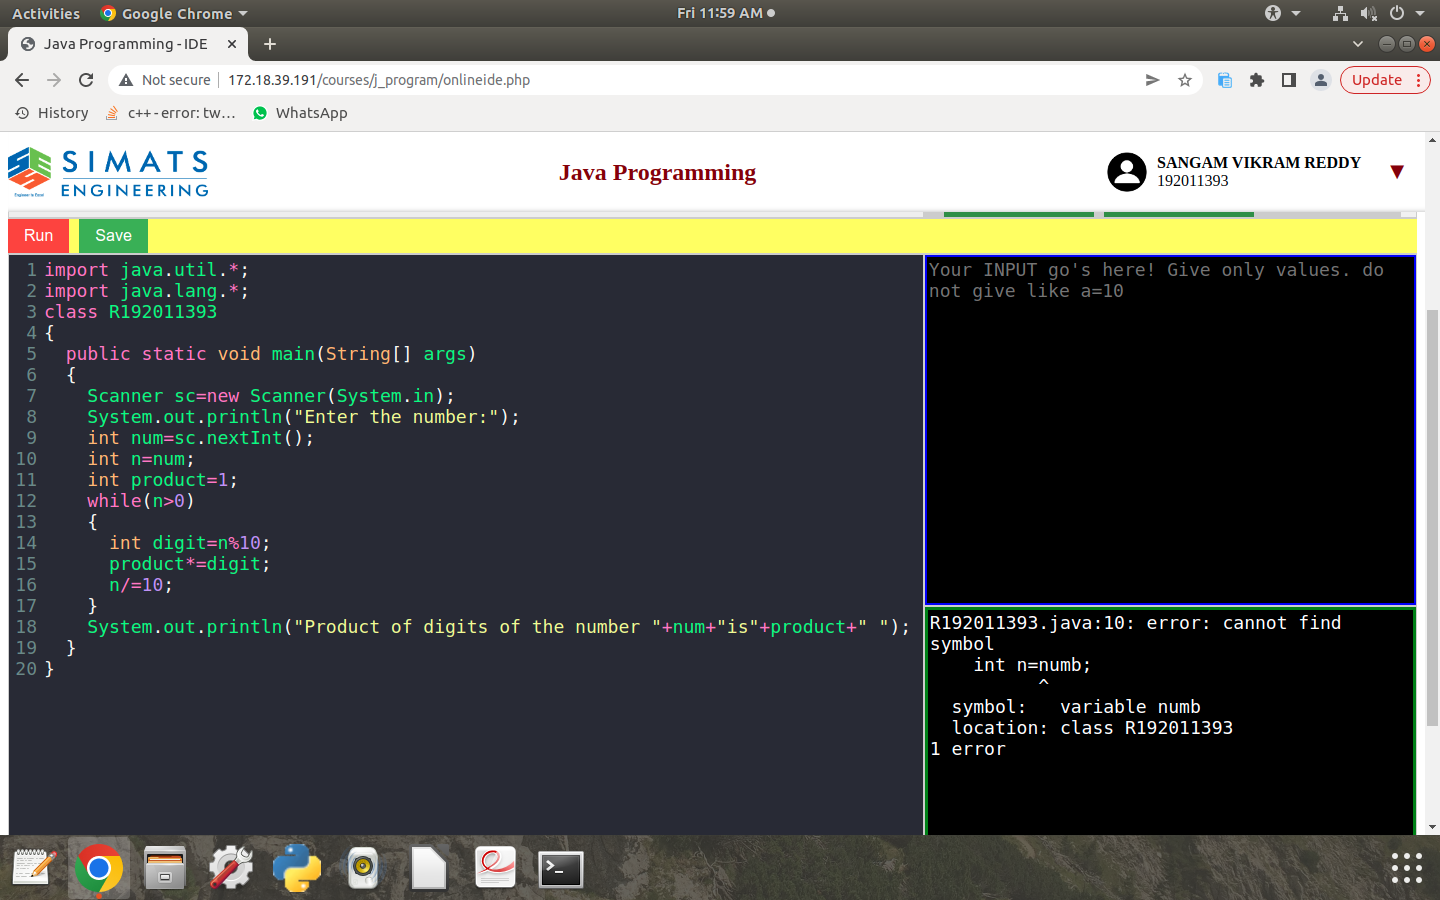 Activities Google Chrome Fri 11:59 AM
Java Programming - IDE
Not secure 172.18.39.191/courses/j_program/onlineide.php Update
History c++ - error: tw... WhatsApp
SIMATS
ENGINEERING
Java Programming
SANGAM VIKRAM REDDY
192011393
Run Save
1 import java.util.*;
2 import java.lang.*;
3 class R192011393
4 {
5 public static void main(String[] args)
6 {
7 Scanner sc=new Scanner(System.in);
8 System.out.println("Enter the number:");
9 int num=sc.nextInt();
10 int n=num;
11 int product=1;
12 while(n>0)
13 {
14 int digit=n%10;
15 product*=digit;
16 n/=10;
17 }
18 System.out.println("Product of digits of the number "+num+"is"+product+" ");
19 }
20 }
Your INPUT go's here! Give only values. do
not give like a=10
R192011393.java:10: error: cannot find
symbol
int n=numb;
^
symbol: variable numb
location: class R192011393
1 error